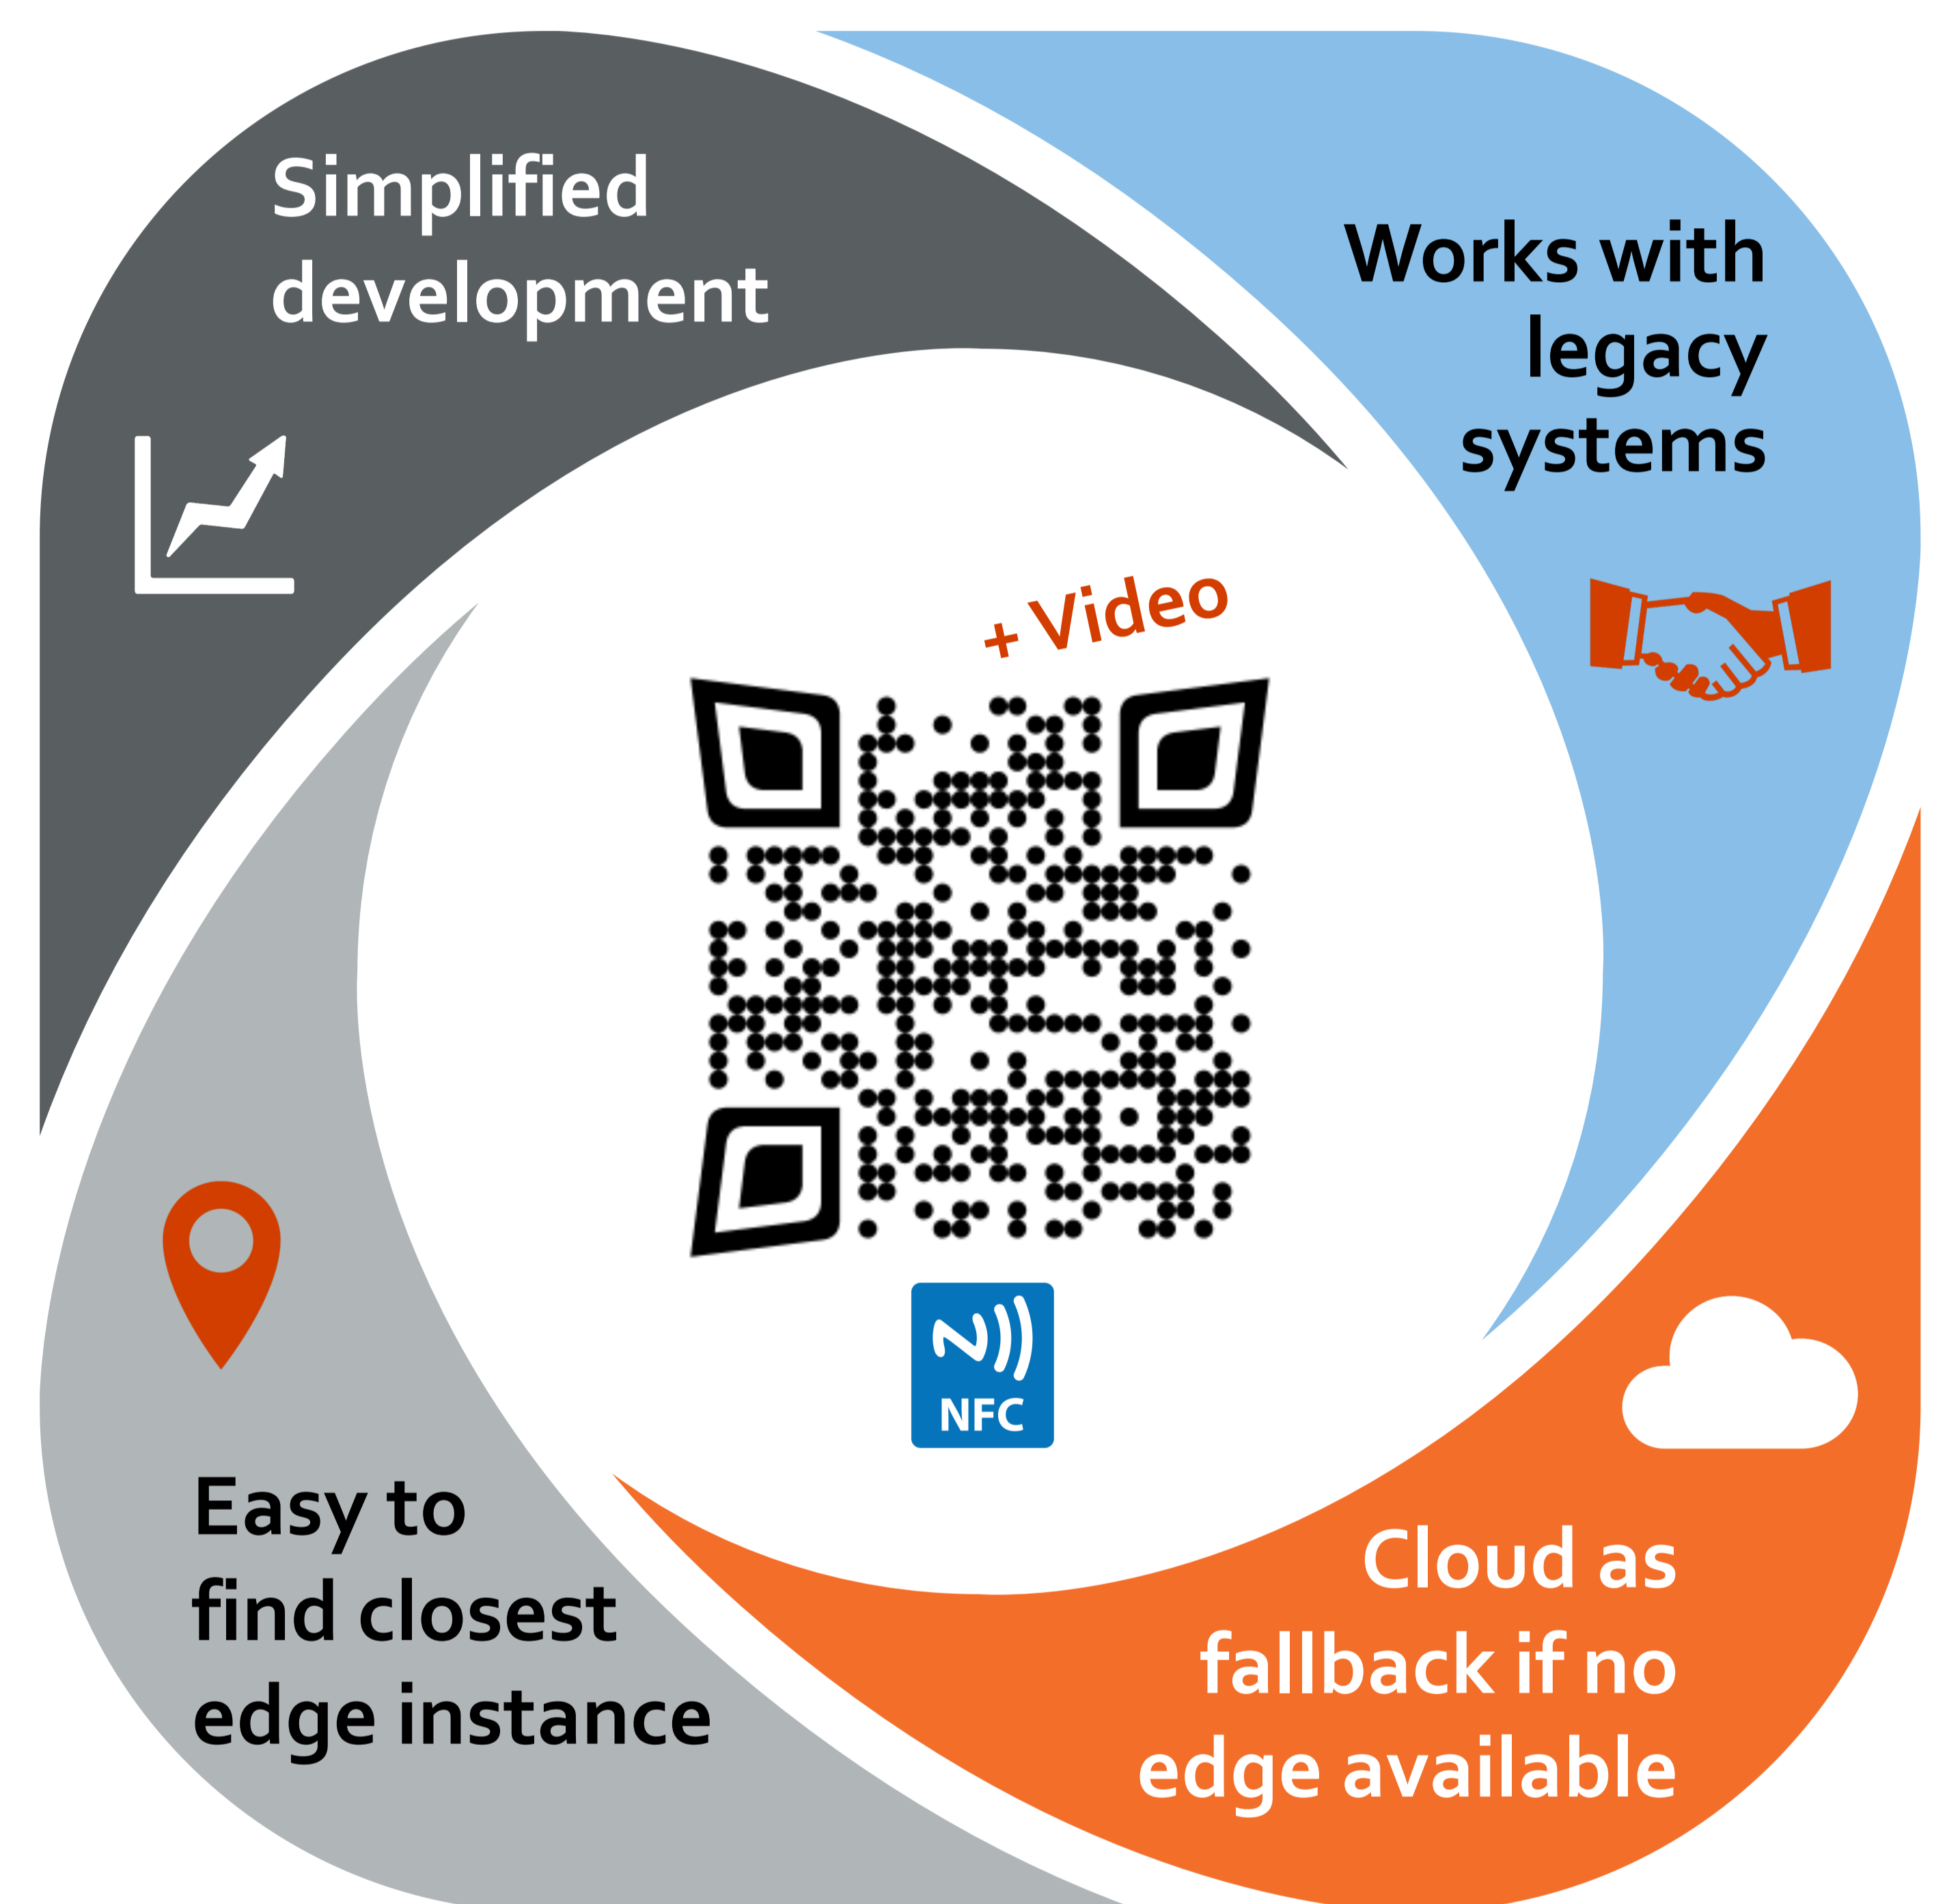 Simplified
development
Works with
legacy
systems
+ Video
NFC
Easy to
find closest
edge instance
Cloud as
fallback if no
edge available